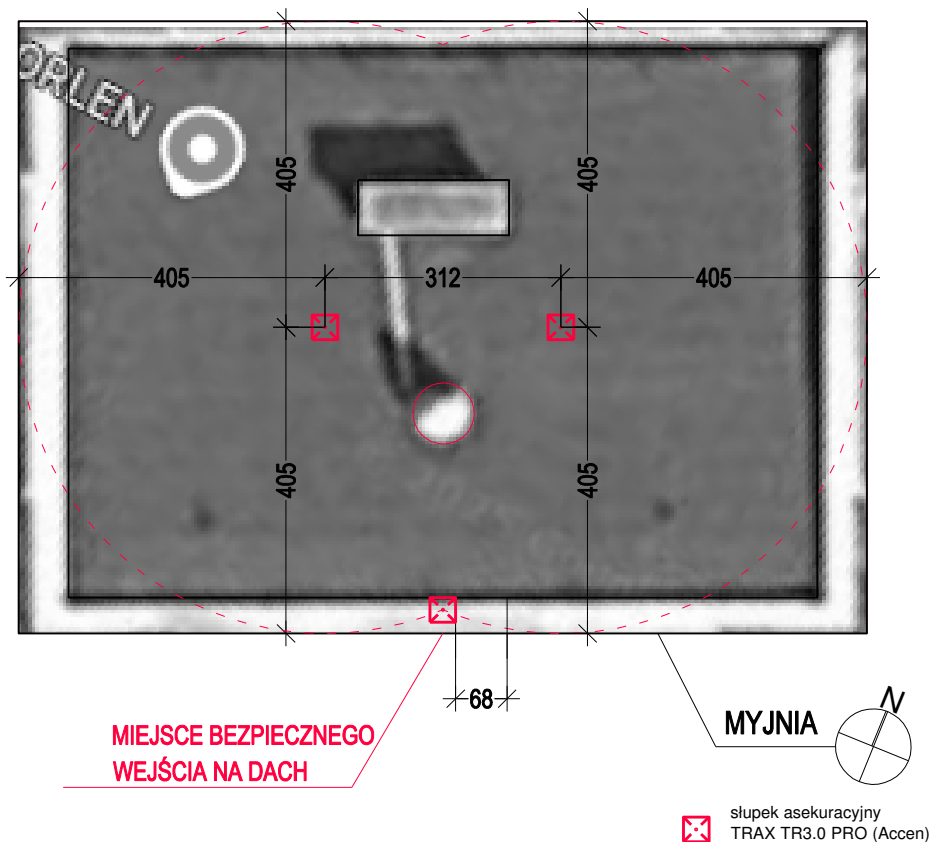 ORLEN
405
405
405
312
405
405
405
68
MIEJSCE BEZPIECZNEGO
WEJŚCIA NA DACH
MYJNIA
N
słupek asekuracyjny
TRAX TR3.0 PRO (Accen)